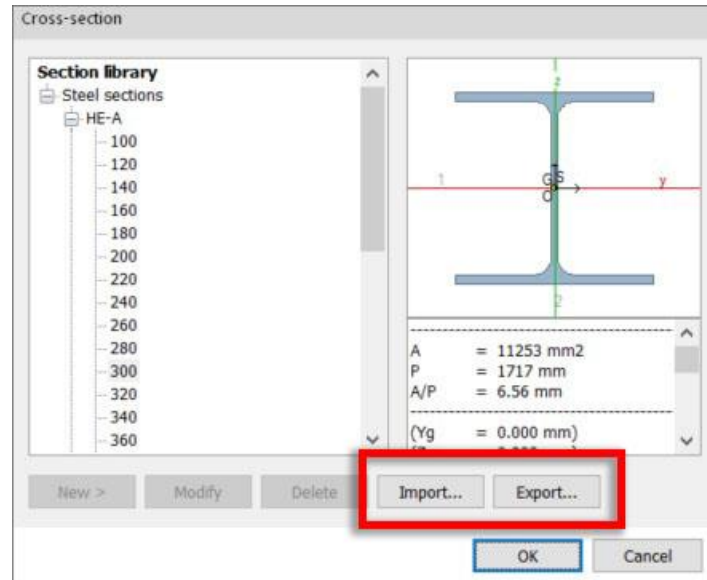 Cross-section
Section library
Steel sections
HE-A
100
120
140
160
180
200
220
240
260
280
300
320
340
360
z
1
G S
O
y
2
A = 11253 mm2
P = 1717 mm
A/P = 6.56 mm
(Yg = 0.000 mm)
New >
Modify
Delete
Import...
Export...
OK
Cancel